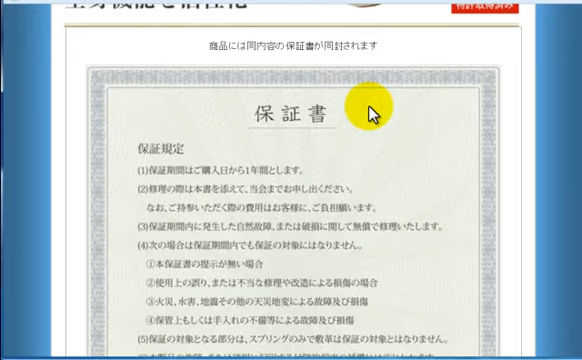 全身機能を活性化
特許取得済み
商品には同内容の保証書が同封されます
保証書
保証規定
(1)保証期間はご購入日から1年間とします。
(2)修理の際は本書を添えて、当会までお申し出ください。
なお、ご持参いただく際の費用はお客様に、ご負担願います。
(3)保証期間内に発生した自然故障、または破損に関して無償で修理いたします。
(4)次の場合は保証期間内でも保証の対象にはなりません。
①本保証書の提示が無い場合
②使用上の誤り、または不当な修理や改造による損傷の場合
③火災、水害、地震その他の天災地変による故障及び損傷
④保管上もしくは手入れの不備等による故障及び損傷
(5)保証の対象となる部分は、スプリングのみで敷革は保証の対象とはなりません。